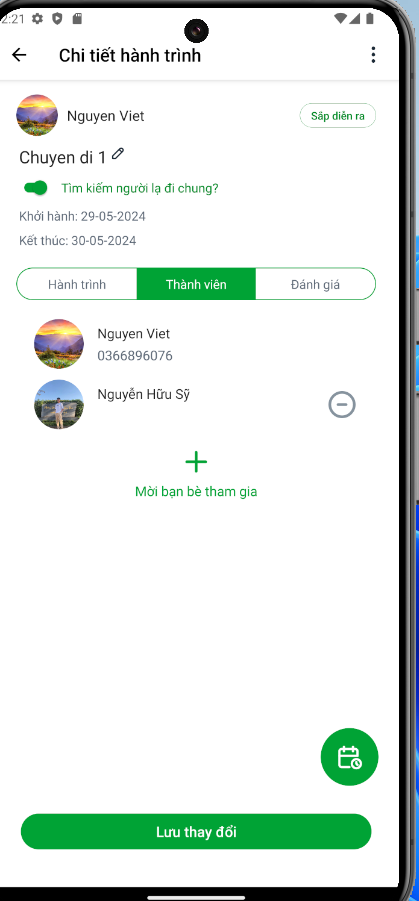 2:21
Chi tiết hành trình
Nguyen Viet
Sắp diễn ra
Chuyen di 1
Tìm kiếm người lạ đi chung?
Khởi hành: 29-05-2024
Kết thúc: 30-05-2024
Hành trình Thành viên Đánh giá
Nguyen Viet
0366896076
Nguyễn Hữu Sỹ
Mời bạn bè tham gia
Lưu thay đổi